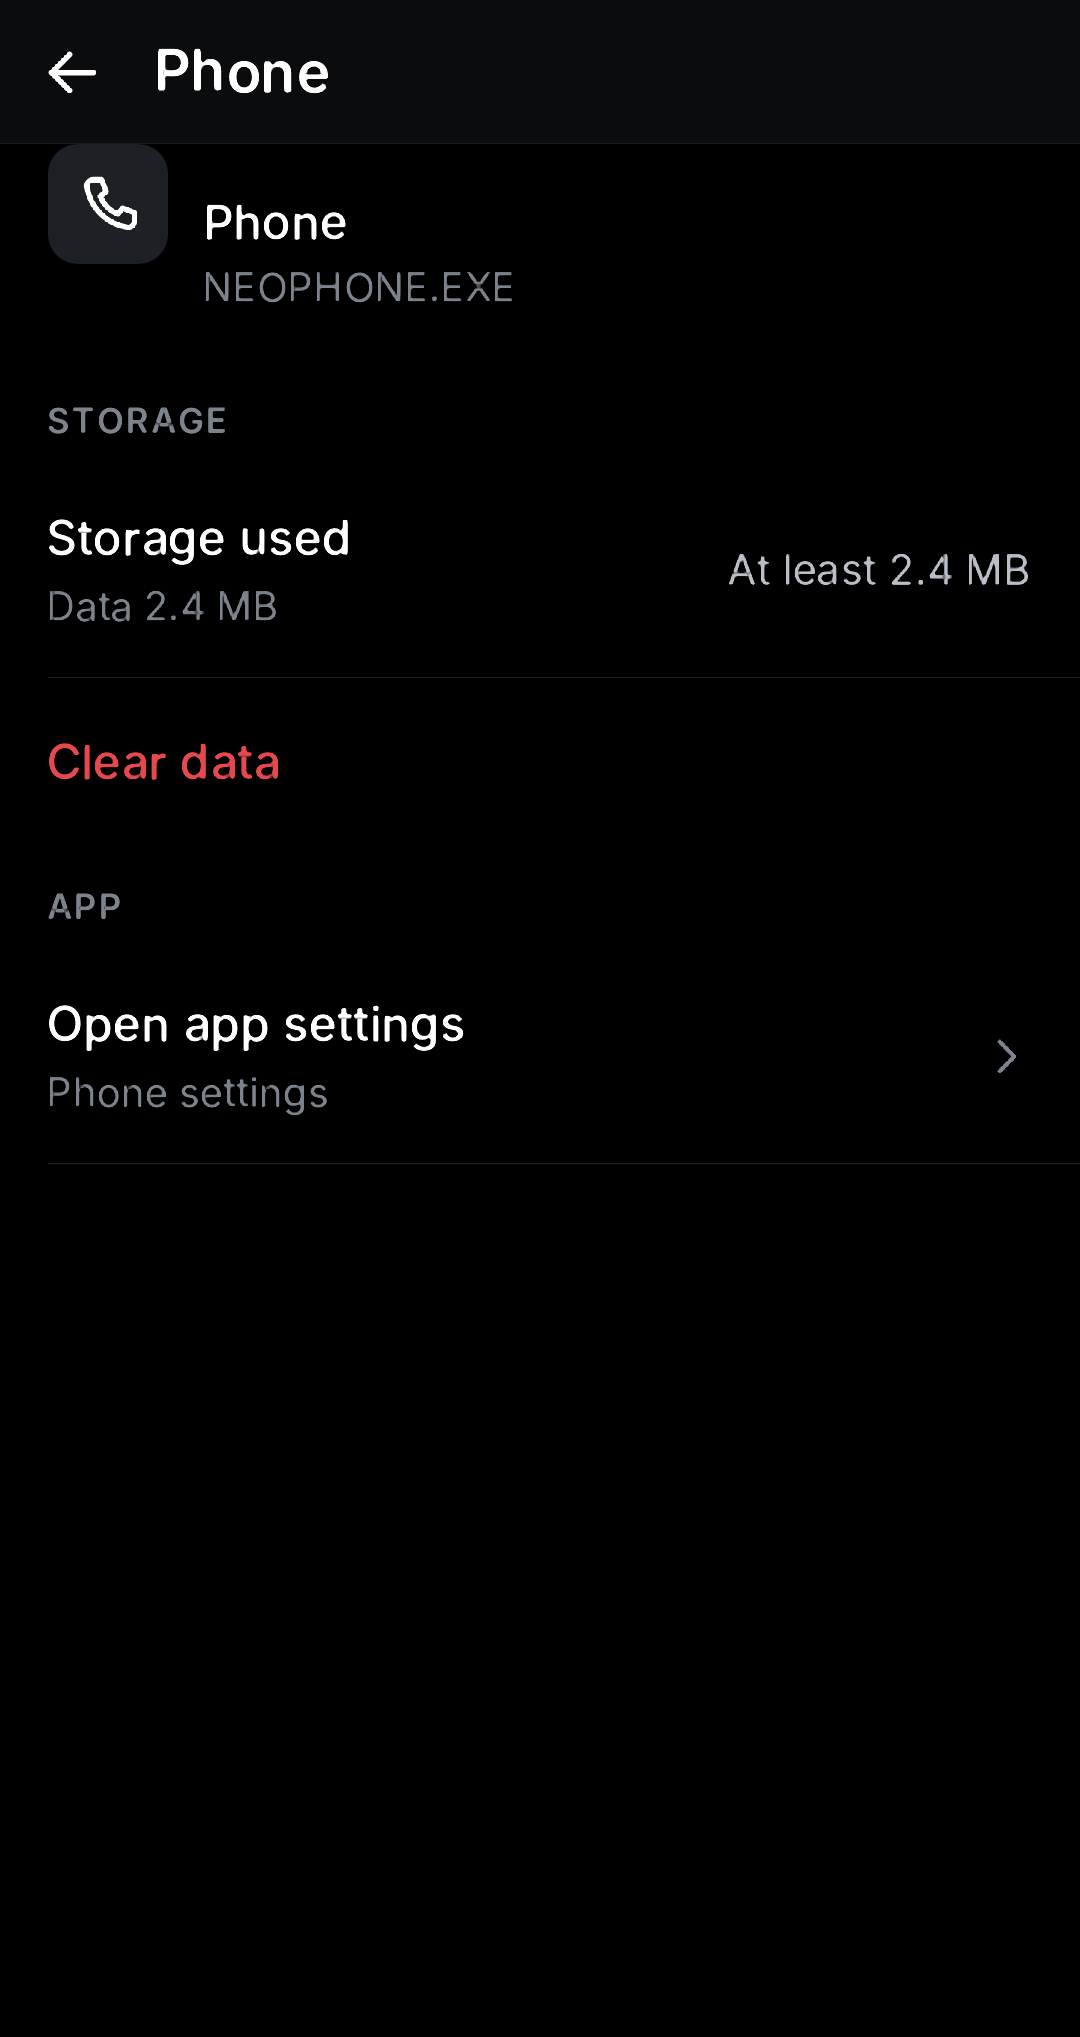 Phone
Phone
NEOPHONE.EXE
STORAGE
Storage used
At least 2.4 MB
Data 2.4 MB
Clear data
APP
Open app settings
Phone settings